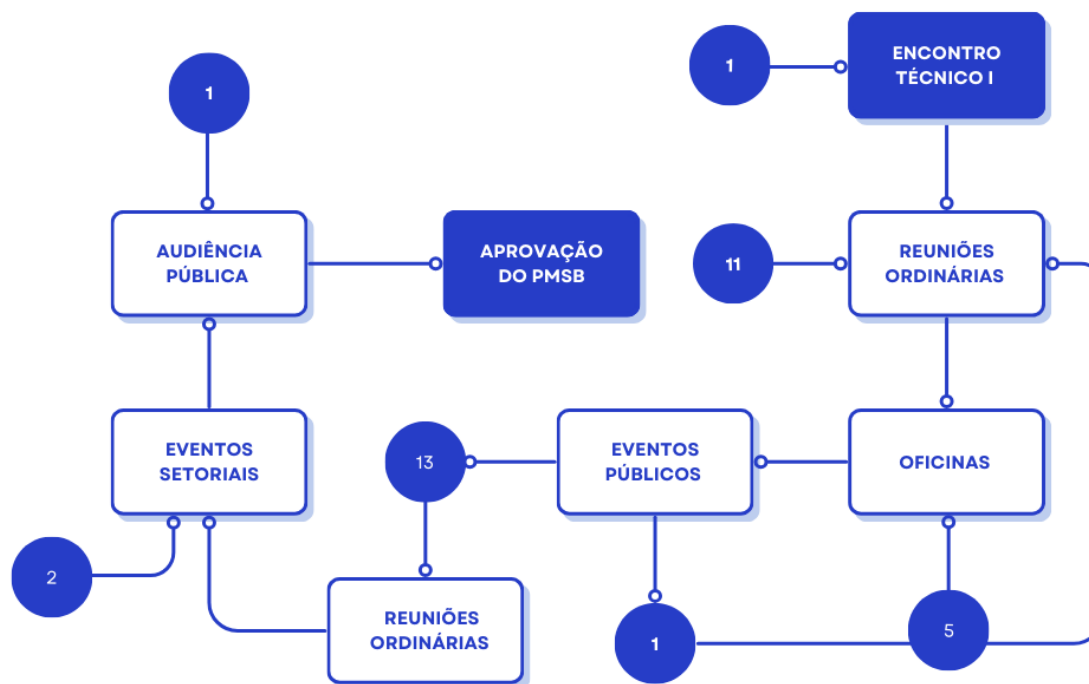 1
ENCONTRO
TÉCNICO I
1
AUDIÊNCIA
PÚBLICA
APROVAÇÃO
DO PMSB
11
REUNIÕES
ORDINÁRIAS
EVENTOS
SETORIAIS
13
EVENTOS
PÚBLICOS
OFICINAS
2
REUNIÕES
ORDINÁRIAS
1
5